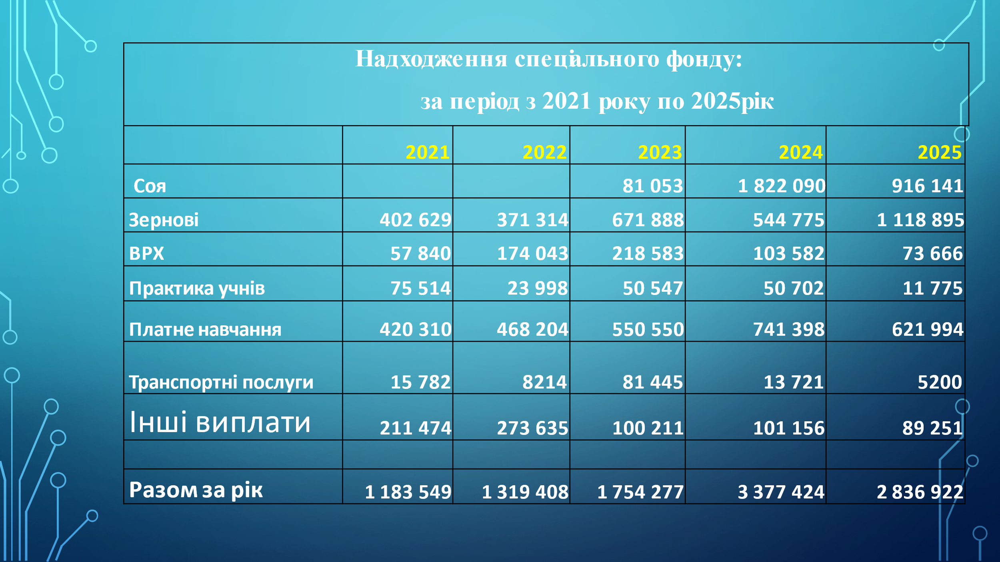 Надходження спеціального фонду:
за період з 2021 року по 2025рік
2021 2022 2023 2024 2025
Соя 81 053 1 822 090 916 141
Зернові 402 629 371 314 671 888 544 775 1 118 895
ВРХ 57 840 174 043 218 583 103 582 73 666
Практика учнів 75 514 23 998 50 547 50 702 11 775
Платне навчання 420 310 468 204 550 550 741 398 621 994
Транспортні послуги 15 782 8214 81 445 13 721 5200
Інші виплати 211 474 273 635 100 211 101 156 89 251
Разом за рік 1 183 549 1 319 408 1 754 277 3 377 424 2 836 922